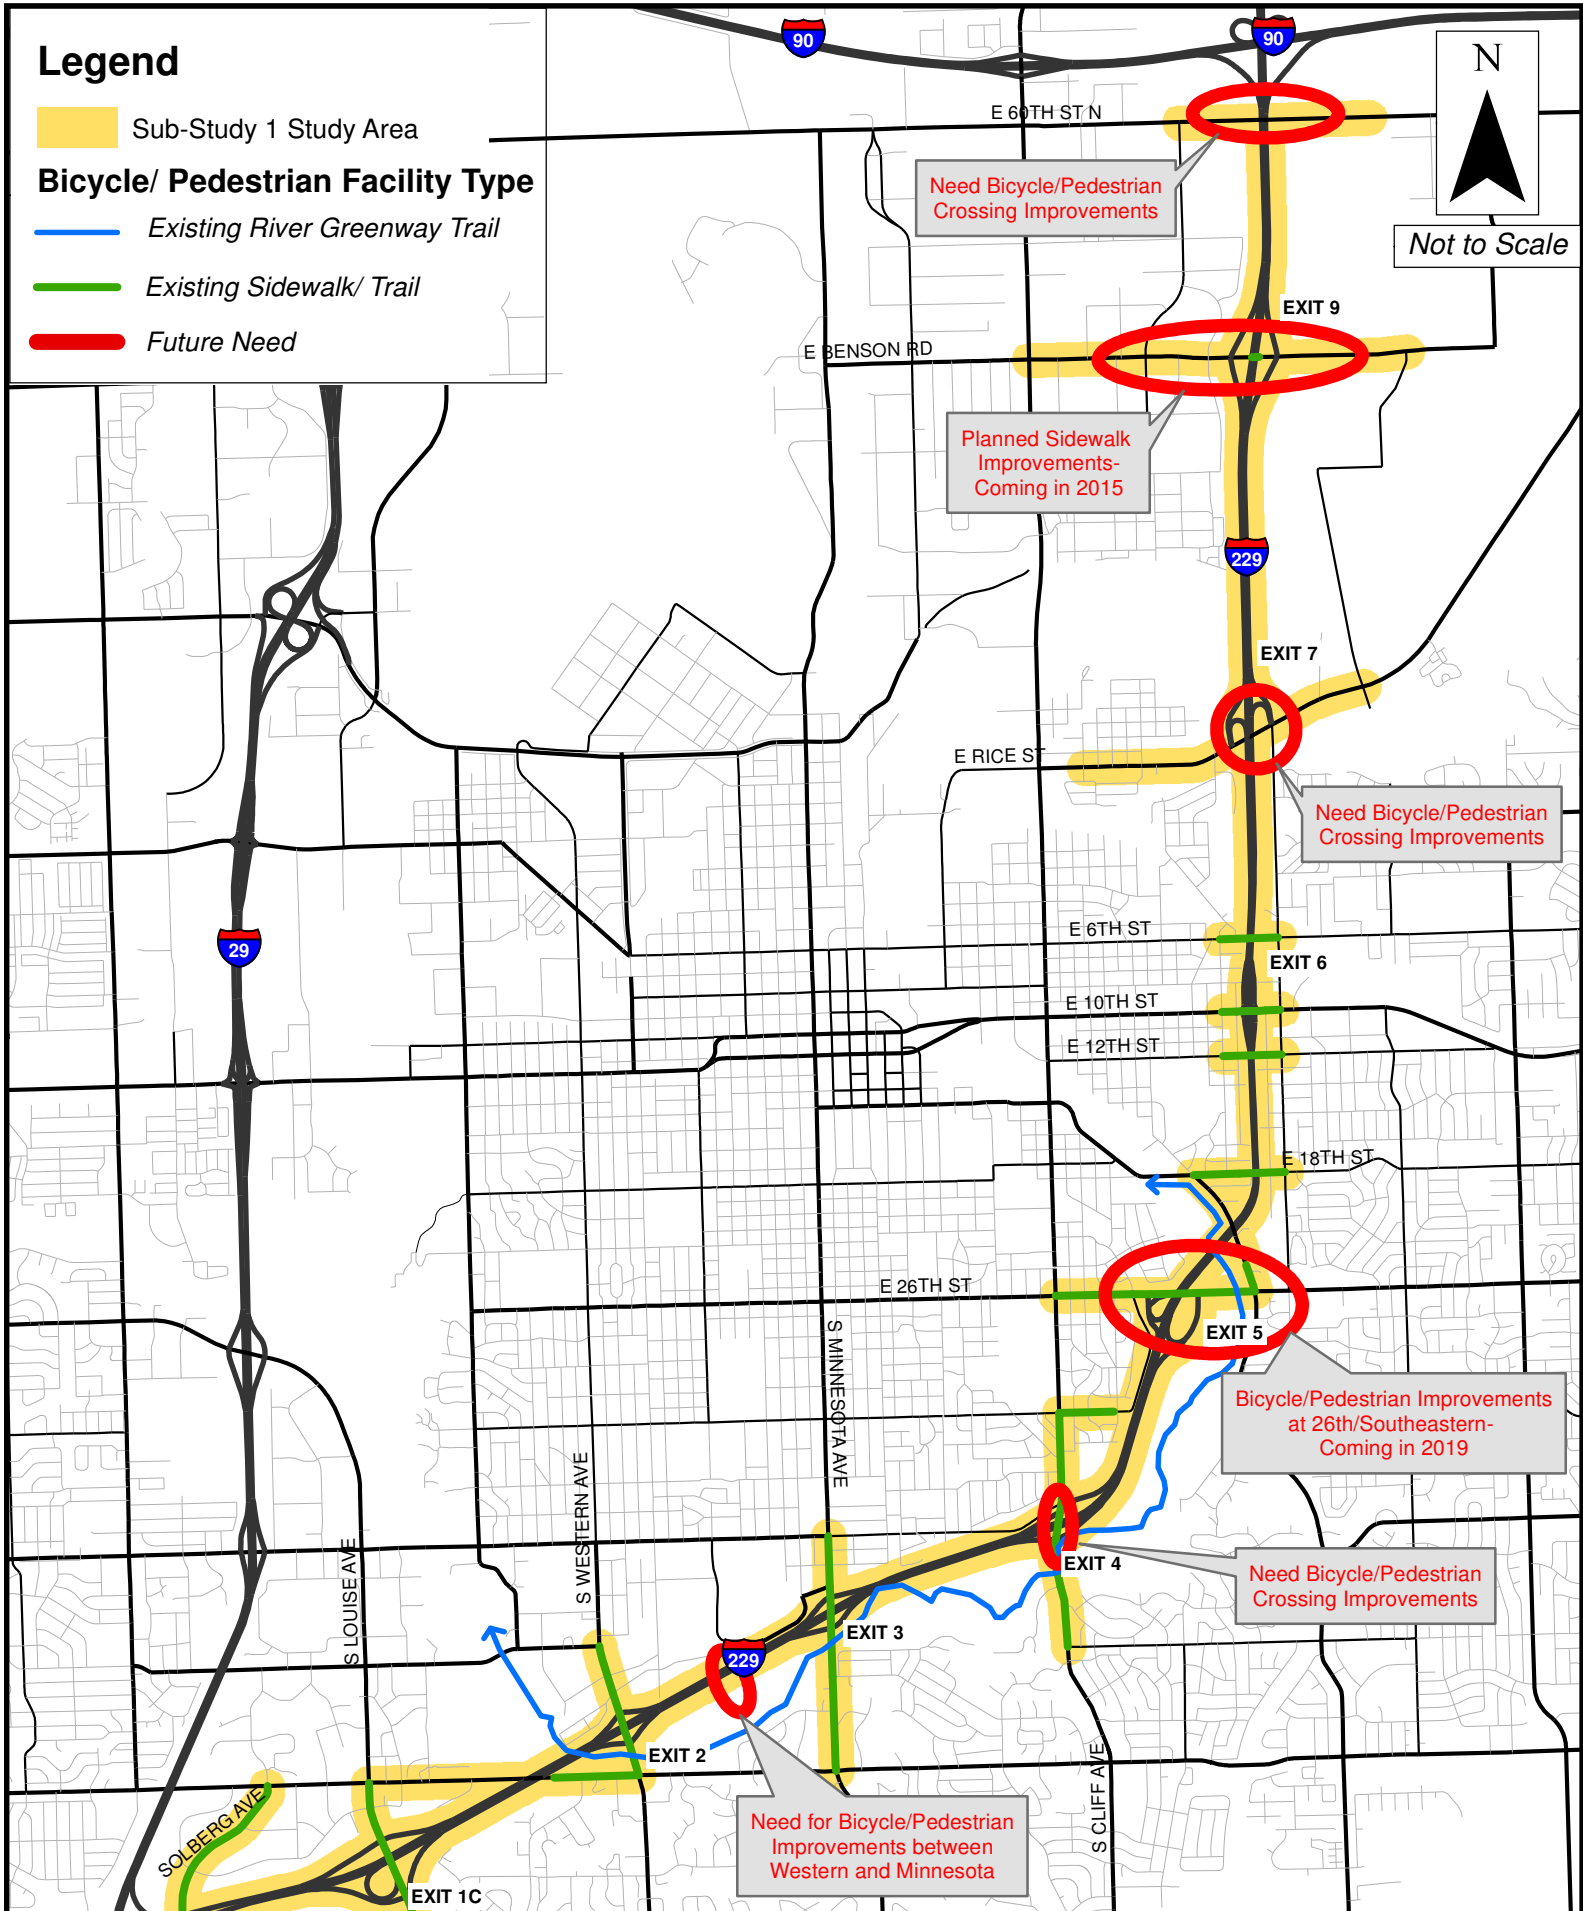 Legend
Sub-Study 1 Study Area
Bicycle/ Pedestrian Facility Type
Existing River Greenway Trail
Existing Sidewalk/ Trail
Future Need
90
90
N
Not to Scale
E 60TH ST N
Need Bicycle/Pedestrian
Crossing Improvements
EXIT 9
E BENSON RD
Planned Sidewalk
Improvements-
Coming in 2015
229
EXIT 7
E RICE ST
Need Bicycle/Pedestrian
Crossing Improvements
29
E 6TH ST
EXIT 6
E 10TH ST
E 12TH ST
E 18TH ST
E 26TH ST
EXIT 5
S MINNESOTA AVE
Bicycle/Pedestrian Improvements
at 26th/Southeastern-
Coming in 2019
S WESTERN AVE
S LOUISE AVE
EXIT 4
Need Bicycle/Pedestrian
Crossing Improvements
EXIT 3
229
EXIT 2
S CLIFF AVE
SOLBERG AVE
Need for Bicycle/Pedestrian
Improvements between
Western and Minnesota
EXIT 1C